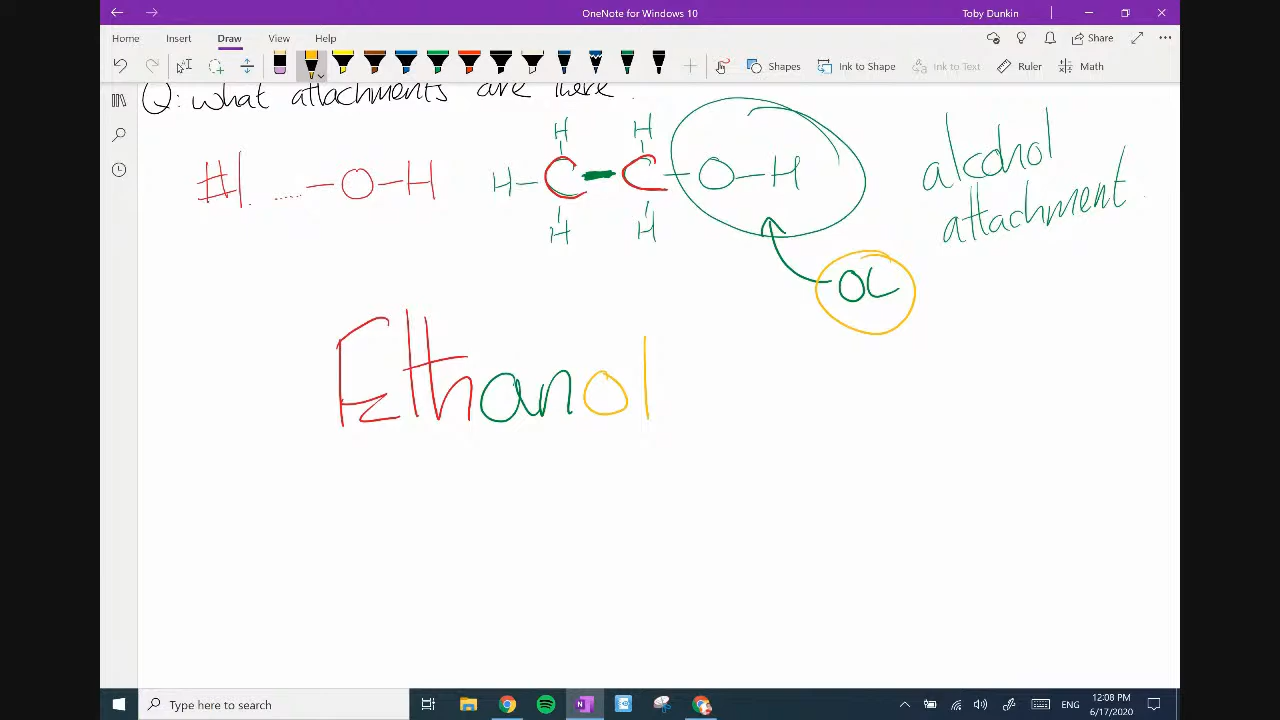 OneNote for Windows 10
Toby Dunkin
Home Insert Draw View Help
Share
Shapes Ink to Shape Ink to Text Ruler Math
Q: what attachments are there
H H
#1. ..... —O—H H—C—C—O—H alcohol
H H attachment
OL
Ethanol
Type here to search
ENG
12:08 PM
6/17/2020